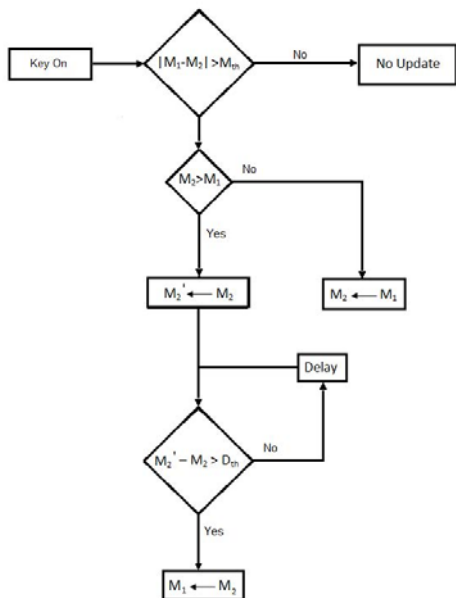 Key On
|M₁-M₂| >Mₜₕ
No
No Update
M₂>M₁
No
Yes
M₂' ← M₂
M₂ ← M₁
Delay
M₂' – M₂ > Dₜₕ
No
Yes
M₁ ← M₂